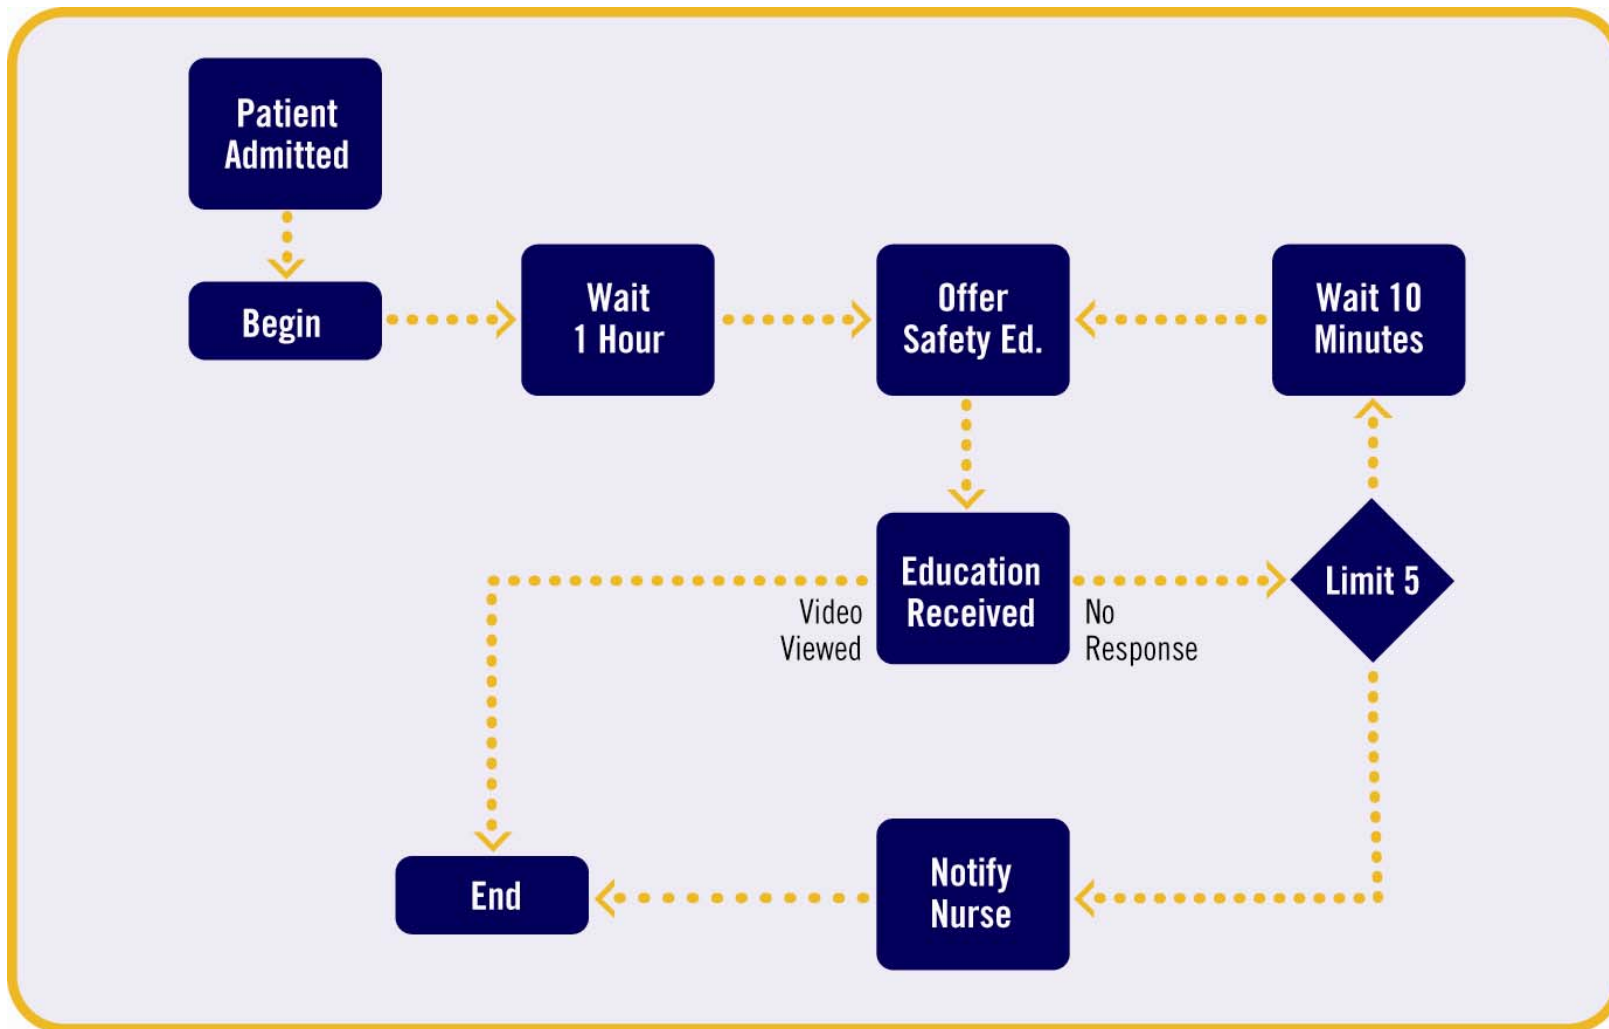 Patient
Admitted
Begin
Wait
1 Hour
Offer
Safety Ed.
Wait 10
Minutes
Education
Received
Limit 5
Video
Viewed
No
Response
Notify
Nurse
End